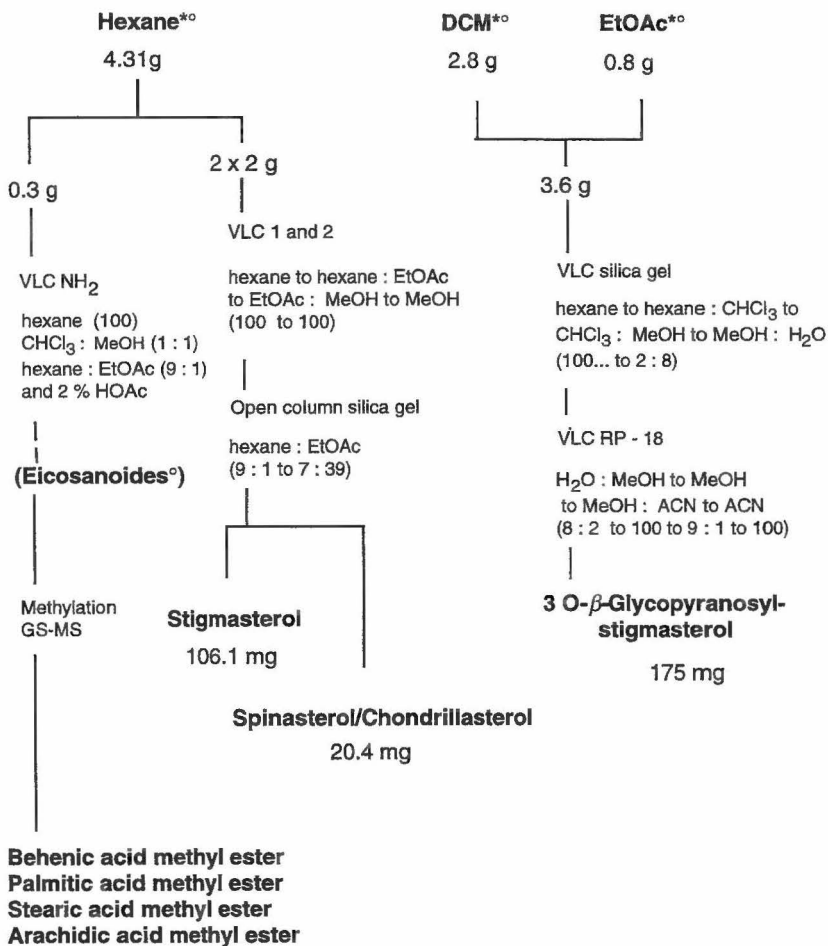 Hexane*°
4.31g
0.3 g
VLC NH2
hexane (100)
CHCl3 : MeOH (1 : 1)
hexane : EtOAc (9 : 1)
and 2 % HOAc
(Eicosanoides°)
Methylation
GS-MS
Behenic acid methyl ester
Palmitic acid methyl ester
Stearic acid methyl ester
Arachidic acid methyl ester
2 x 2 g
VLC 1 and 2
hexane to hexane : EtOAc
to EtOAc : MeOH to MeOH
(100 to 100)
Open column silica gel
hexane : EtOAc
(9 : 1 to 7 : 39)
Stigmasterol
106.1 mg
Spinasterol/Chondrillasterol
20.4 mg
DCM*°
2.8 g
EtOAc*°
0.8 g
3.6 g
VLC silica gel
hexane to hexane : CHCl3 to
CHCl3 : MeOH to MeOH : H2O
(100... to 2 : 8)
VLC RP - 18
H2O : MeOH to MeOH
to MeOH : ACN to ACN
(8 : 2 to 100 to 9 : 1 to 100)
3 O-β-Glycopyranosyl-
stigmasterol
175 mg